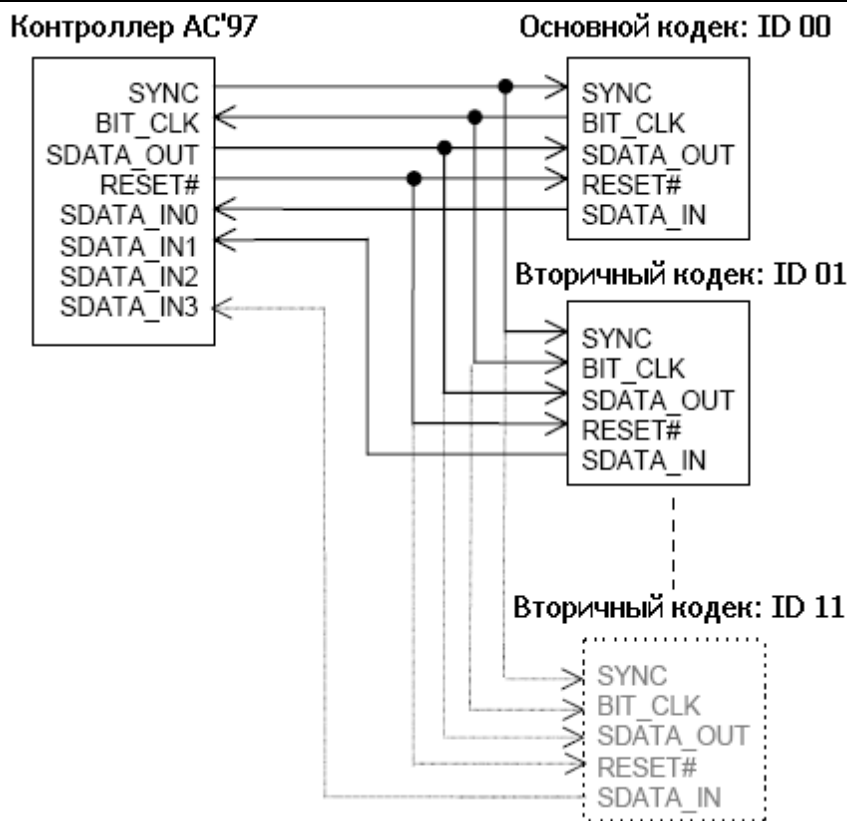 Контроллер AC'97
SYNC
BIT_CLK
SDATA_OUT
RESET#
SDATA_IN0
SDATA_IN1
SDATA_IN2
SDATA_IN3
Основной кодек: ID 00
SYNC
BIT_CLK
SDATA_OUT
RESET#
SDATA_IN
Вторичный кодек: ID 01
SYNC
BIT_CLK
SDATA_OUT
RESET#
SDATA_IN
Вторичный кодек: ID 11
SYNC
BIT_CLK
SDATA_OUT
RESET#
SDATA_IN